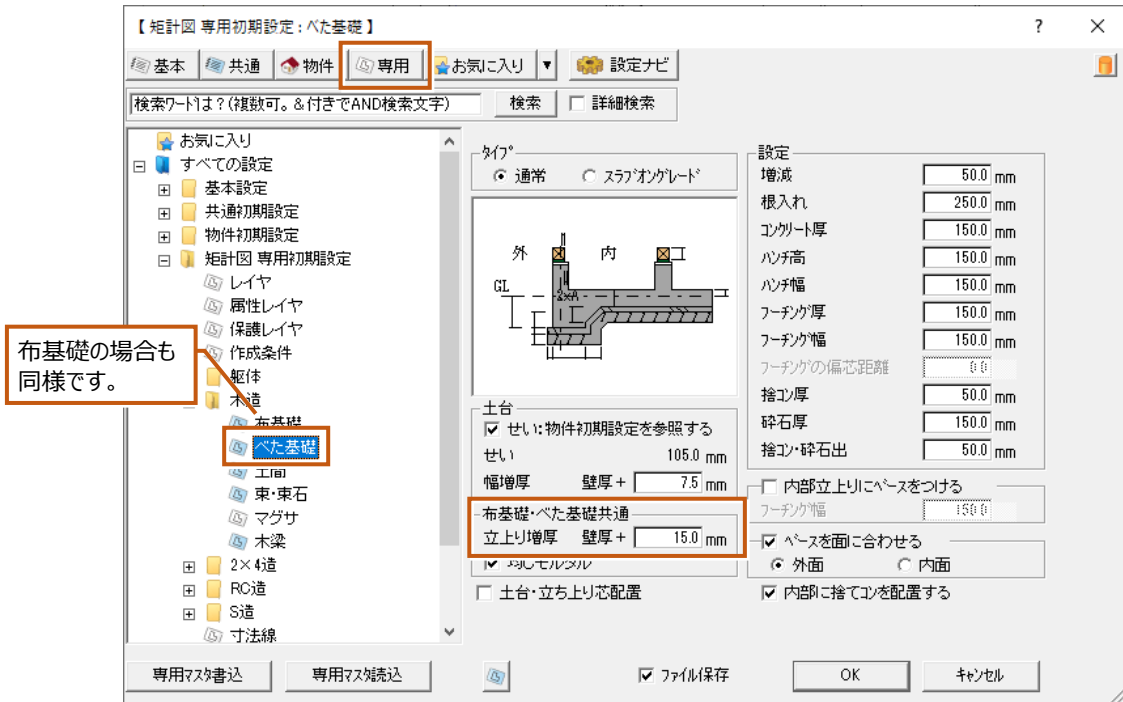 【 矩計図 専用初期設定 : べた基礎 】
? ×
基本 共通 物件 専用 お気に入り ▼ 設定ナビ
検索ワードは？(複数可。＆付きでAND検索文字) 検索 詳細検索
お気に入り
すべての設定
基本設定
共通初期設定
物件初期設定
矩計図 専用初期設定
レイヤ
属性レイヤ
保護レイヤ
作成条件
躯体
木造
布基礎
べた基礎
土間
束・束石
マグサ
木梁
2×4造
RC造
S造
寸法線
布基礎の場合も
同様です。
ﾀｲﾌﾟ
通常 ｽﾗﾌﾞｵﾝｸﾞﾚｰﾄﾞ
外 内
GL
2×A
土台
せい:物件初期設定を参照する
せい 105.0 mm
幅増厚 壁厚 + 7.5 mm
布基礎・べた基礎共通
立上り増厚 壁厚 + 15.0 mm
均しモルタル
土台・立ち上り芯配置
設定
増減 50.0 mm
根入れ 250.0 mm
ｺﾝｸﾘｰﾄ厚 150.0 mm
ﾊﾝﾁ高 150.0 mm
ﾊﾝﾁ幅 150.0 mm
ﾌｰﾁﾝｸﾞ厚 150.0 mm
ﾌｰﾁﾝｸﾞ幅 150.0 mm
ﾌｰﾁﾝｸﾞの偏芯距離 0.0
捨ｺﾝ厚 50.0 mm
砕石厚 150.0 mm
捨ｺﾝ・砕石出 50.0 mm
内部立上りにﾍﾞｰｽをつける
ﾌｰﾁﾝｸﾞ幅 150.0
ﾍﾞｰｽを面に合わせる
外面 内面
内部に捨てｺﾝを配置する
専用ﾏｽﾀ書込 専用ﾏｽﾀ読込 ﾌｧｲﾙ保存 OK ｷｬﾝｾﾙ